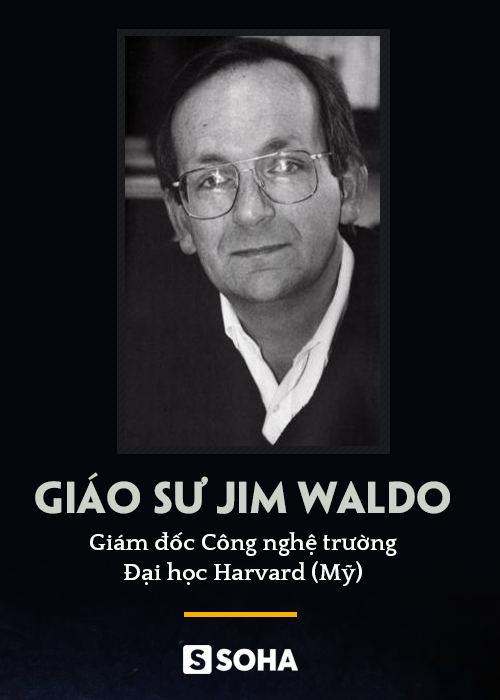 GIÁO SƯ JIM WALDO
Giám đốc Công nghệ trường
Đại học Harvard (Mỹ)
S SOHA